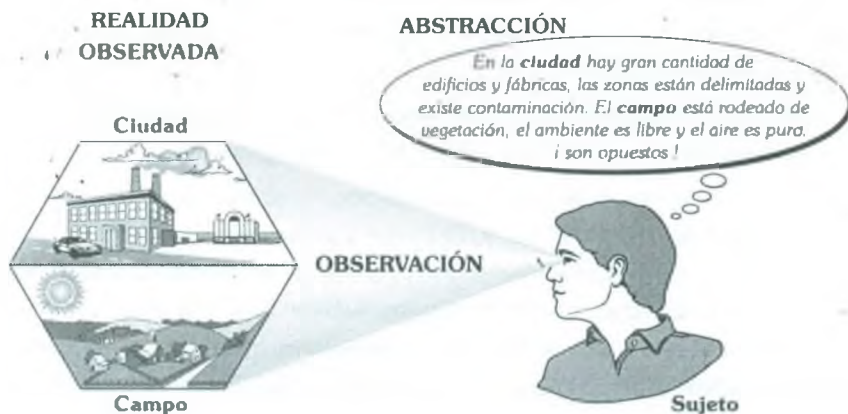 REALIDAD
OBSERVADA
ABSTRACCIÓN
En la ciudad hay gran cantidad de
edificios y fábricas, las zonas están delimitadas y
existe contaminación. El campo está rodeado de
vegetación, el ambiente es libre y el aire es puro.
¡ son opuestos !
Ciudad
OBSERVACIÓN
Campo
Sujeto